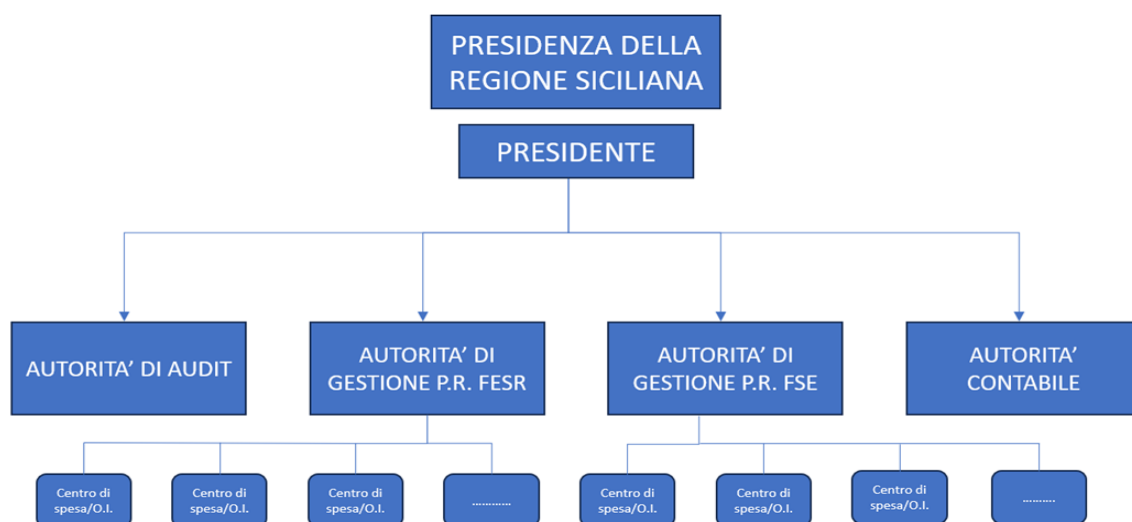 PRESIDENZA DELLA
REGIONE SICILIANA
PRESIDENTE
AUTORITA’ DI AUDIT
AUTORITA’ DI
GESTIONE P.R. FESR
AUTORITA’ DI
GESTIONE P.R. FSE
AUTORITA’
CONTABILE
Centro di
spesa/O.I.
Centro di
spesa/O.I.
Centro di
spesa/O.I.
............
Centro di
spesa/O.I.
Centro di
spesa/O.I.
Centro di
spesa/O.I.
..........